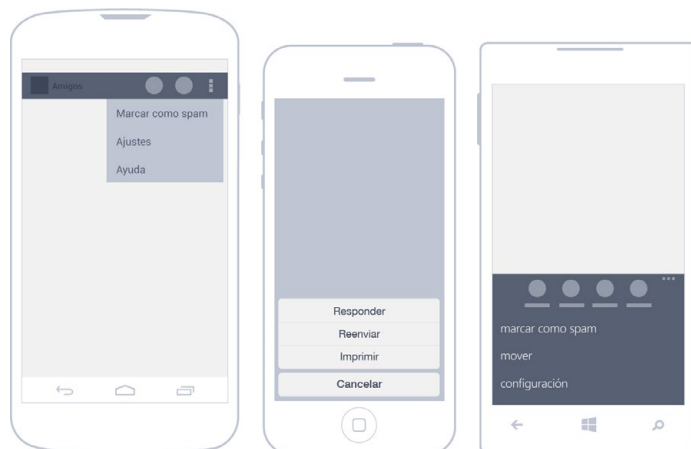 Amigos
Marcar como spam
Ajustes
Ayuda
Responder
Reenviar
Imprimir
Cancelar
marcar como spam
mover
configuración